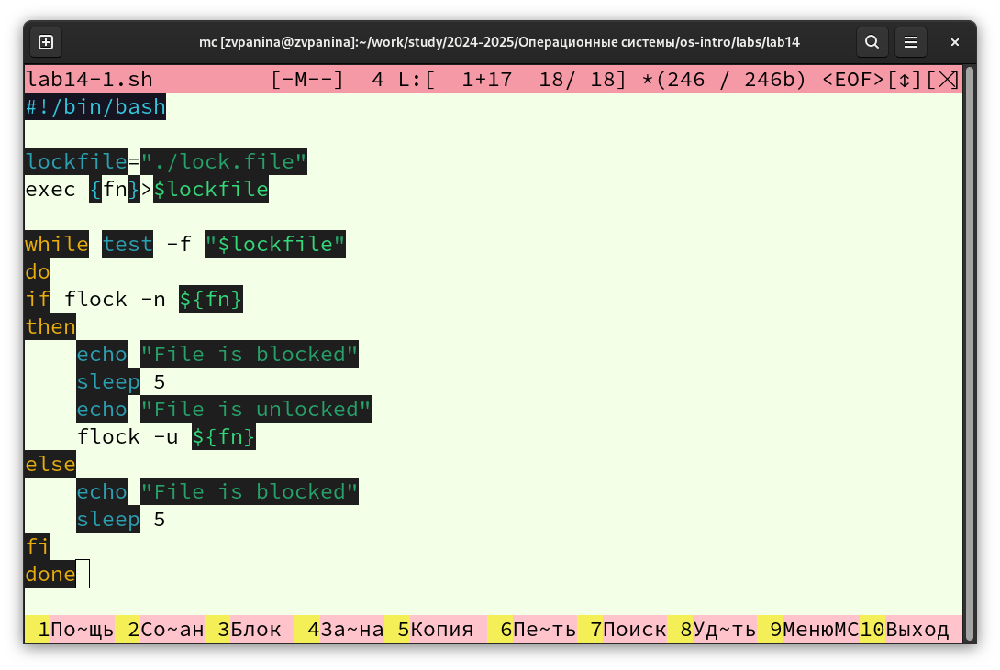 mc [zvpanina@zvpanina]:~/work/study/2024-2025/Операционные системы/os-intro/labs/lab14
lab14-1.sh         [-M--]  4 L:[  1+17  18/ 18] *(246 / 246b) <EOF>[↕][X]
#!/bin/bash
lockfile="./lock.file"
exec {fn}>$lockfile
while test -f "$lockfile"
do
if flock -n ${fn}
then
    echo "File is blocked"
    sleep 5
    echo "File is unlocked"
    flock -u ${fn}
else
    echo "File is blocked"
    sleep 5
fi
done
1По~щь 2Со~ан 3Блок 4За~на 5Копия 6Пе~ть 7Поиск 8Уд~ть 9МенюМС10Выход